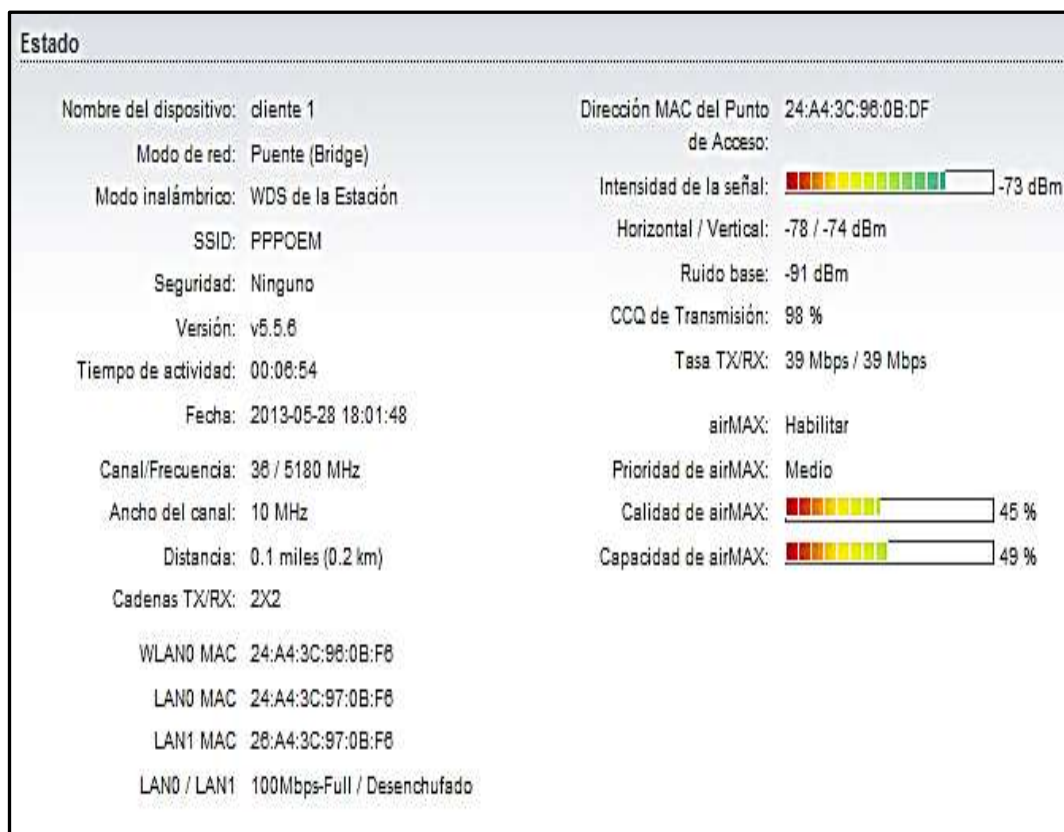 Estado
Nombre del dispositivo: cliente 1
Modo de red: Puente (Bridge)
Modo inalámbrico: WDS de la Estación
SSID: PPPOEM
Seguridad: Ninguno
Versión: v5.5.6
Tiempo de actividad: 00:06:54
Fecha: 2013-05-28 18:01:48
Canal/Frecuencia: 36 / 5180 MHz
Ancho del canal: 10 MHz
Distancia: 0.1 miles (0.2 km)
Cadenas TX/RX: 2X2
WLAN0 MAC 24:A4:3C:96:0B:F6
LAN0 MAC 24:A4:3C:97:0B:F6
LAN1 MAC 26:A4:3C:97:0B:F6
LAN0 / LAN1 100Mbps-Full / Desenchufado
Dirección MAC del Punto 24:A4:3C:96:0B:DF
de Acceso:
Intensidad de la señal: -73 dBm
Horizontal / Vertical: -78 / -74 dBm
Ruido base: -91 dBm
CCQ de Transmisión: 98 %
Tasa TX/RX: 39 Mbps / 39 Mbps
airMAX: Habilitar
Prioridad de airMAX: Medio
Calidad de airMAX: 45 %
Capacidad de airMAX: 49 %